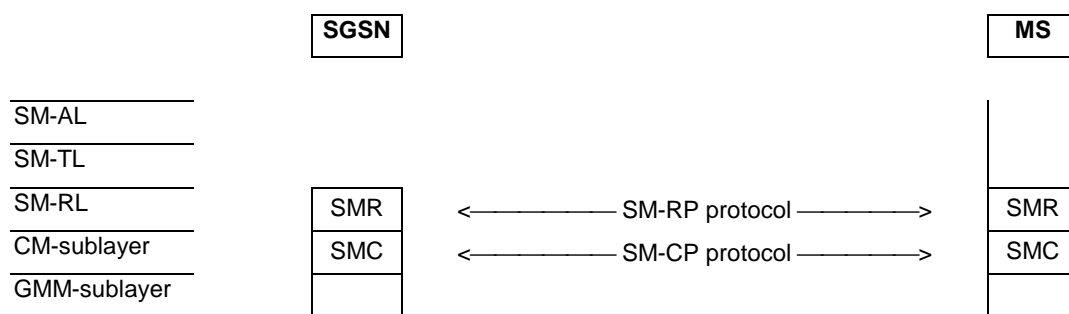 SGSN MS
SM-AL
SM-TL
SM-RL SMR <———— SM-RP protocol ————> SMR
CM-sublayer SMC <———— SM-CP protocol ————> SMC
GMM-sublayer